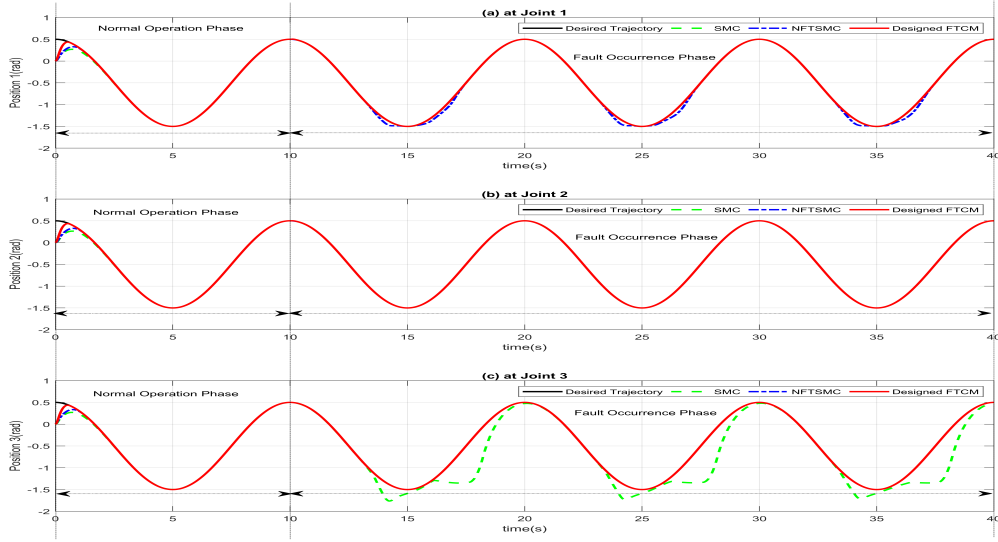 (a) at Joint 1
Normal Operation Phase
Desired Trajectory SMC NFTSMC Designed FTCM
Fault Occurrence Phase
Position 1(rad)
1
0.5
0
-0.5
-1
-1.5
-2
0 5 10 15 20 25 30 35 40
time(s)
(b) at Joint 2
Normal Operation Phase
Desired Trajectory SMC NFTSMC Designed FTCM
Fault Occurrence Phase
Position 2(rad)
1
0.5
0
-0.5
-1
-1.5
-2
0 5 10 15 20 25 30 35 40
time(s)
(c) at Joint 3
Normal Operation Phase
Desired Trajectory SMC NFTSMC Designed FTCM
Fault Occurrence Phase
Position 3(rad)
1
0.5
0
-0.5
-1
-1.5
-2
0 5 10 15 20 25 30 35 40
time(s)